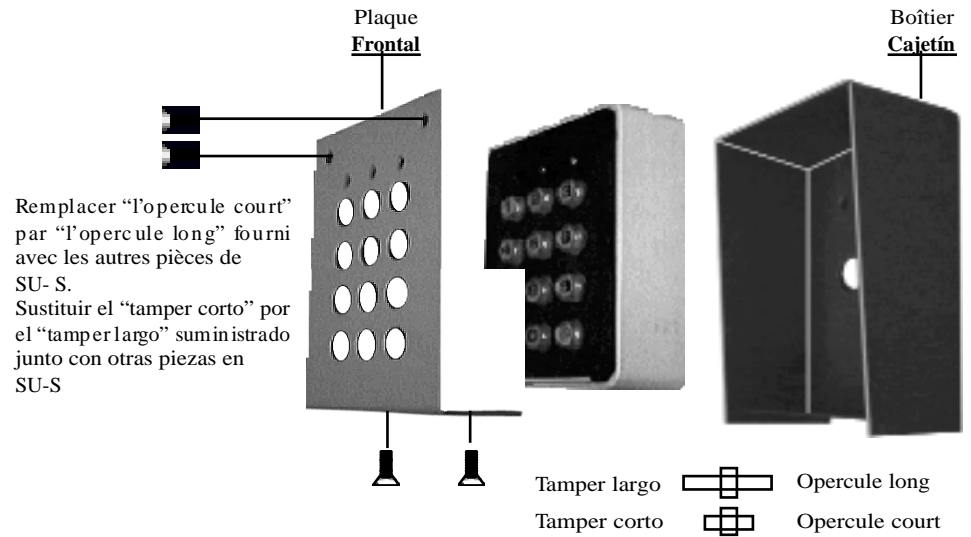 Plaque
Frontal
Boîtier
Cajetín
Remplacer “l'opercule court”
par “l'opercule long” fourni
avec les autres pièces de
SU- S.
Sustituir el “tamper corto” por
el “tamper largo” suministrado
junto con otras piezas en
SU-S
Tamper largo
Opercule long
Tamper corto
Opercule court